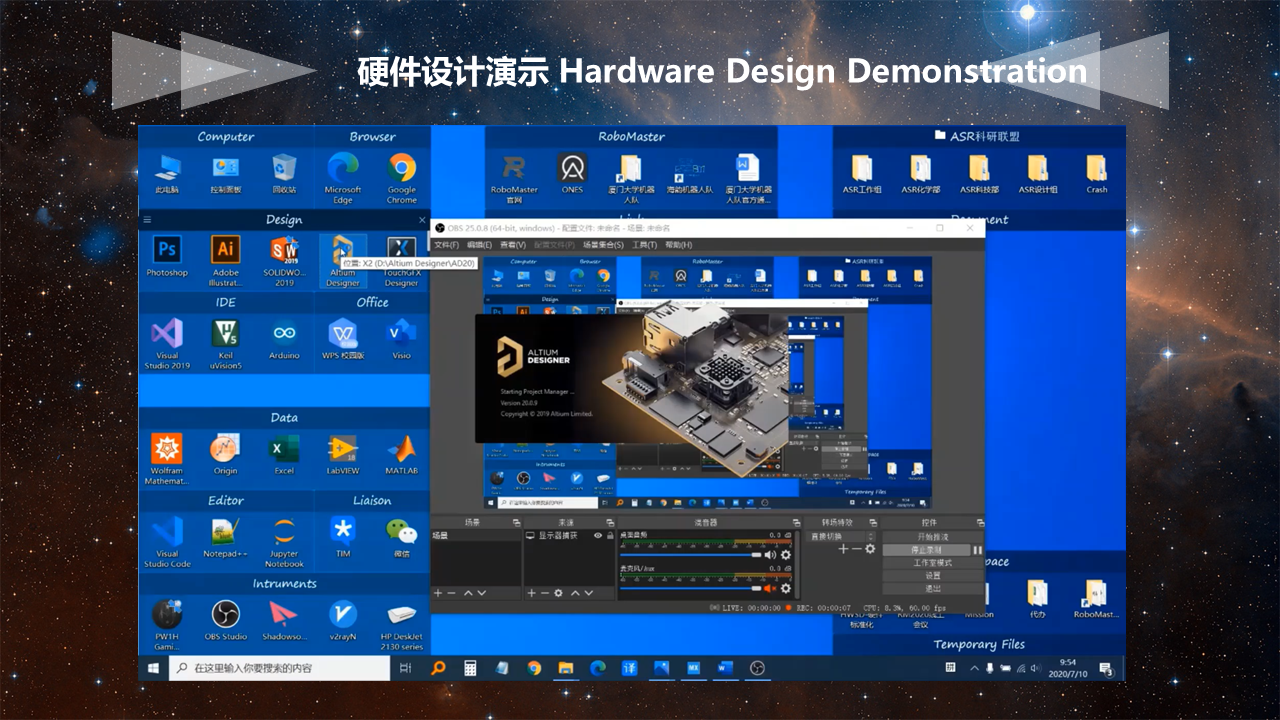 硬件设计演示 Hardware Design Demonstration
Computer
Browser
RoboMaster
ASR科研联盟
此电脑
控制面板
回收站
Microsoft Edge
Google Chrome
RoboMaster 官网
ONES
厦门大学机器人队
海韵机器人队
厦门大学机器人队官方通...
ASR工作组
ASR化学部
ASR科技部
ASR设计组
Crash
Design
OBS 25.0.8 (64-bit, windows) - 配置文件: 未命名 - 场景: 未命名
文件(F) 编辑(E) 查看(V) 配置文件(P) 场景集合(S) 工具(T) 帮助(H)
位置: X2 (D:\Altium Designer\AD20)
Photoshop
Adobe Illustrat...
SOLIDWO... 2019
Altium Designer
TouchGFX Designer
IDE
Office
Visual Studio 2019
Keil uVision5
Arduino
WPS 校园版
Visio
ALTIUM DESIGNER
Starting Project Manager ...
Version 20.0.9
Copyright © 2019 Altium Limited.
Data
Wolfram Mathemat...
Origin
Excel
LabVIEW
MATLAB
Editor
Liaison
Visual Studio Code
Notepad++
Jupyter Notebook
TIM
微信
Intruments
PW1H Gami...
OBS Studio
Shadowso...
v2rayN
HP DeskJet 2130 series
场景
来源
混音器
转场特效
控件
场景
显示器捕获
桌面音频
0.0 dB
麦克风/Aux
0.0 dB
直接切换
开始推流
停止录制
工作室模式
设置
退出
LIVE: 00:00:00
REC: 00:00:07
CPU: 8.3%, 60.00 fps
Mission
代办
RoboMast...
标准化
会议
Temporary Files
在这里输入你要搜索的内容
9:54
2020/7/10